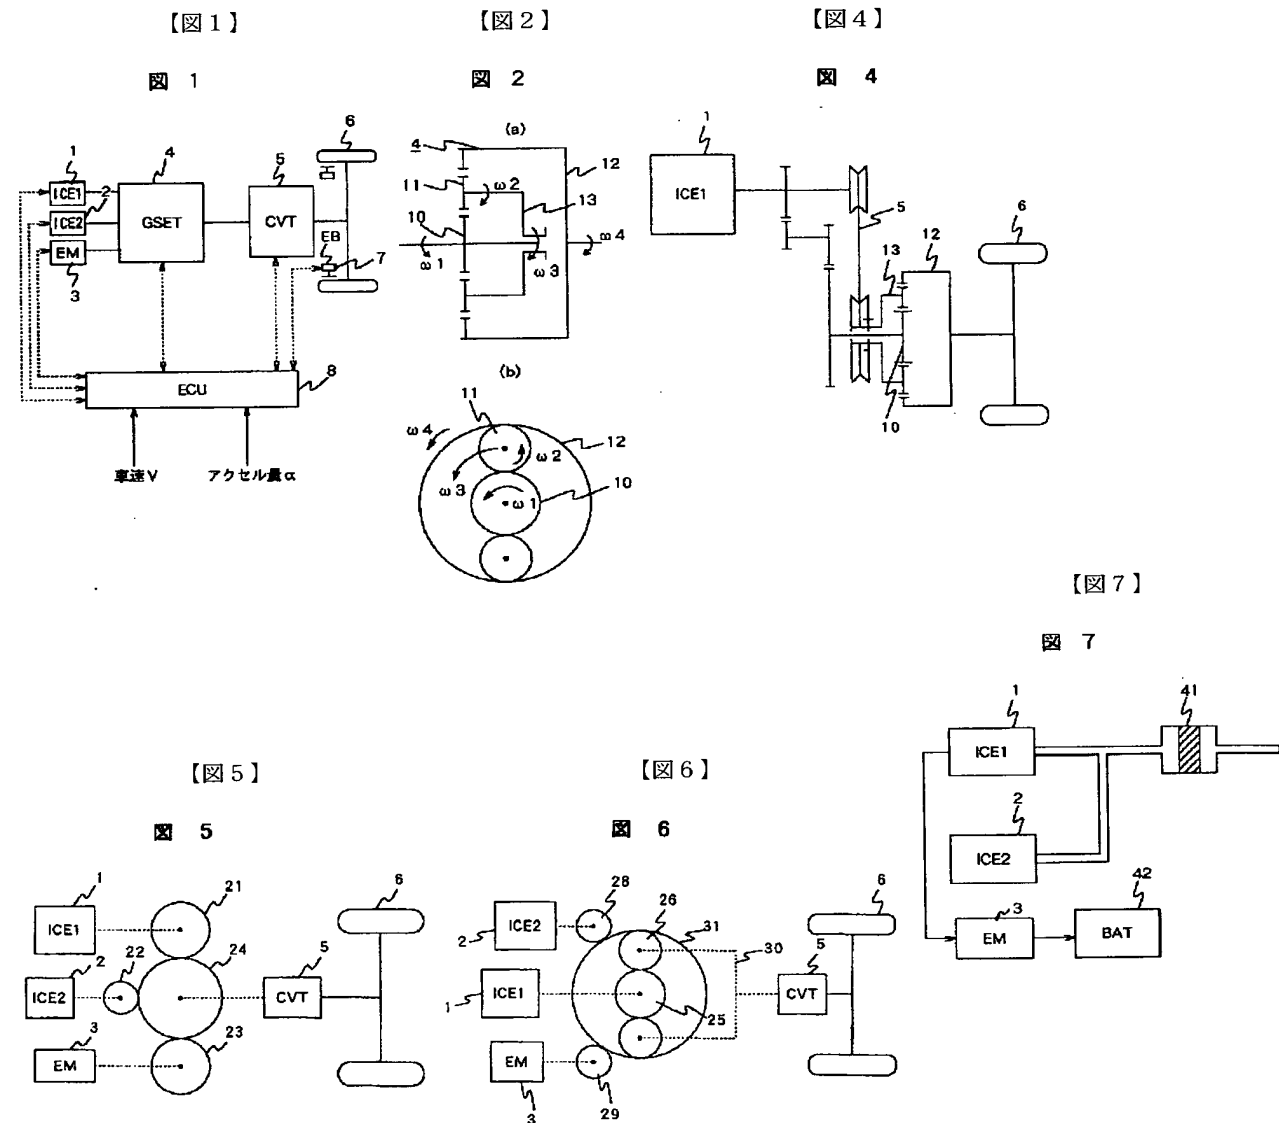 【図1】
図 1
1
ICE1
2
ICE2
EM
3
4
GSET
5
CVT
6
EB
7
ECU
8
車速V
アクセル量α
【図2】
図 2
(a)
4
11
ω2
12
13
10
ω1
ω3
ω4
(b)
11
ω4
12
ω2
ω3
ω1
10
【図4】
図 4
1
ICE1
5
6
13
12
10
【図5】
図 5
1
ICE1
21
2
22
24
ICE2
3
EM
23
5
CVT
6
【図6】
図 6
28
26
31
ICE2
2
30
ICE1
1
25
EM
3
29
5
CVT
6
【図7】
図 7
1
ICE1
41
2
ICE2
3
EM
42
BAT